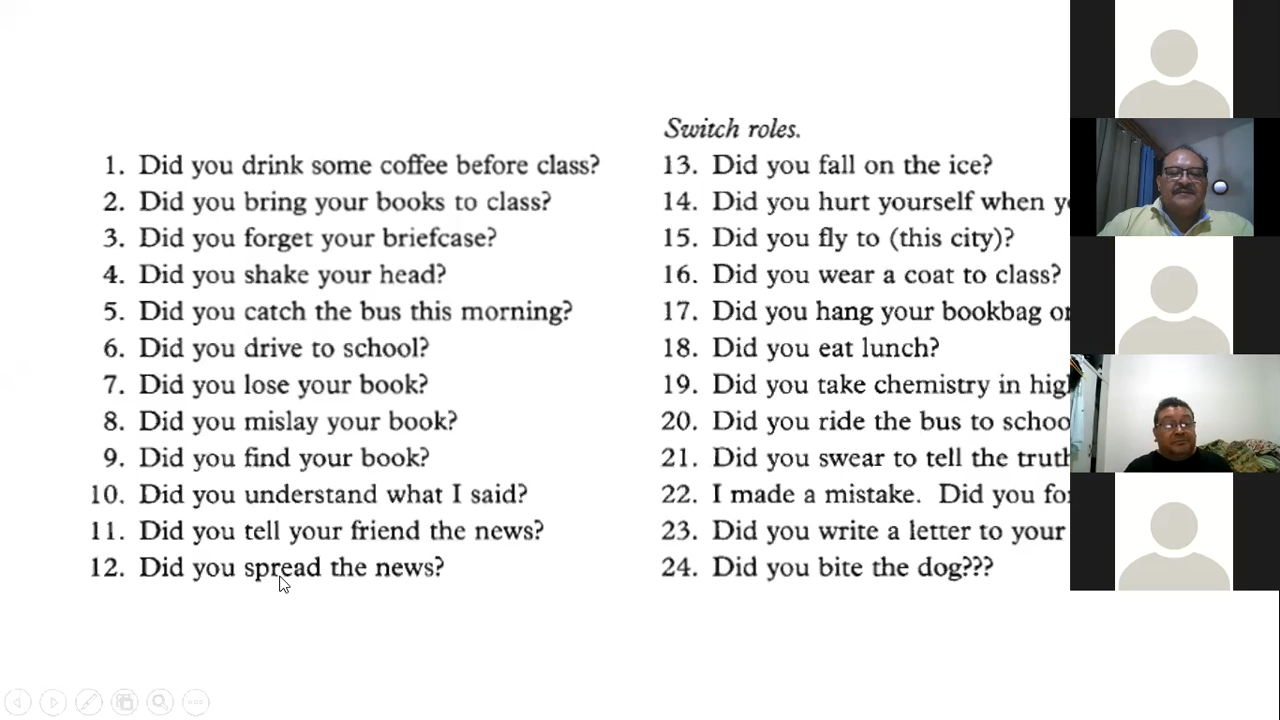 1. Did you drink some coffee before class?
2. Did you bring your books to class?
3. Did you forget your briefcase?
4. Did you shake your head?
5. Did you catch the bus this morning?
6. Did you drive to school?
7. Did you lose your book?
8. Did you mislay your book?
9. Did you find your book?
10. Did you understand what I said?
11. Did you tell your friend the news?
12. Did you spread the news?
Switch roles.
13. Did you fall on the ice?
14. Did you hurt yourself when
15. Did you fly to (this city)?
16. Did you wear a coat to class?
17. Did you hang your bookbag
18. Did you eat lunch?
19. Did you take chemistry in
20. Did you ride the bus to
21. Did you swear to tell the
22. I made a mistake. Did you
23. Did you write a letter to your
24. Did you bite the dog???